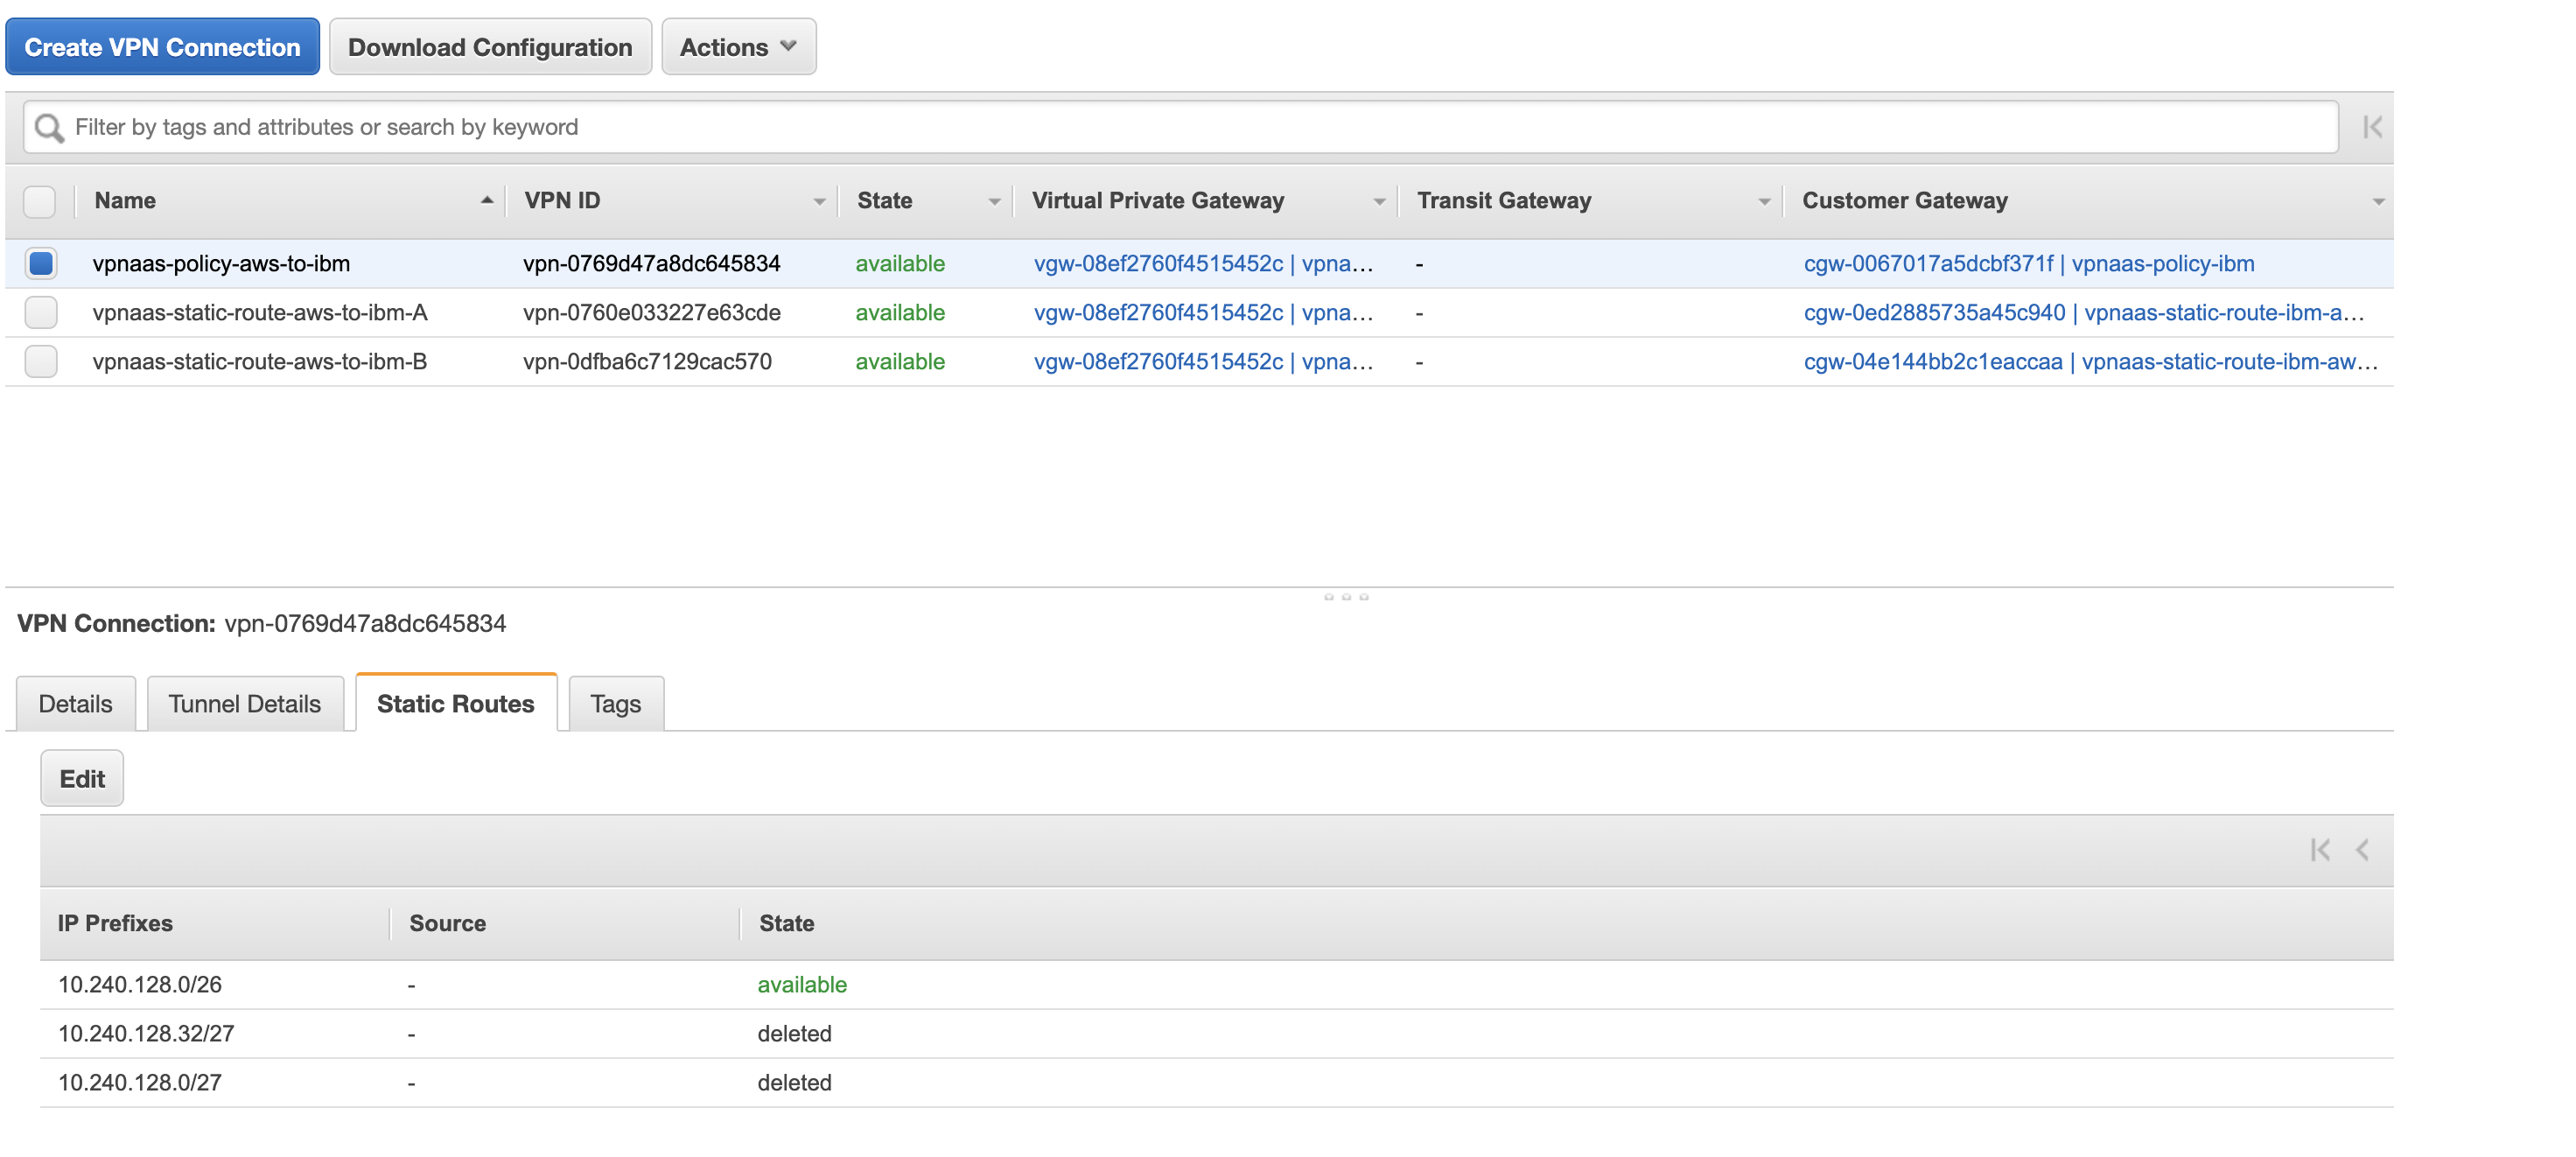 Create VPN Connection Download Configuration Actions
Filter by tags and attributes or search by keyword
Name VPN ID State Virtual Private Gateway Transit Gateway Customer Gateway
vpnaas-policy-aws-to-ibm vpn-0769d47a8dc645834 available vgw-08ef2760f4515452c | vpna... - cgw-0067017a5dcbf371f | vpnaas-policy-ibm
vpnaas-static-route-aws-to-ibm-A vpn-0760e033227e63cde available vgw-08ef2760f4515452c | vpna... - cgw-0ed2885735a45c940 | vpnaas-static-route-ibm-a...
vpnaas-static-route-aws-to-ibm-B vpn-0dfba6c7129cac570 available vgw-08ef2760f4515452c | vpna... - cgw-04e144bb2c1eaccaa | vpnaas-static-route-ibm-aw...
VPN Connection: vpn-0769d47a8dc645834
Details Tunnel Details Static Routes Tags
Edit
IP Prefixes Source State
10.240.128.0/26 - available
10.240.128.32/27 - deleted
10.240.128.0/27 - deleted